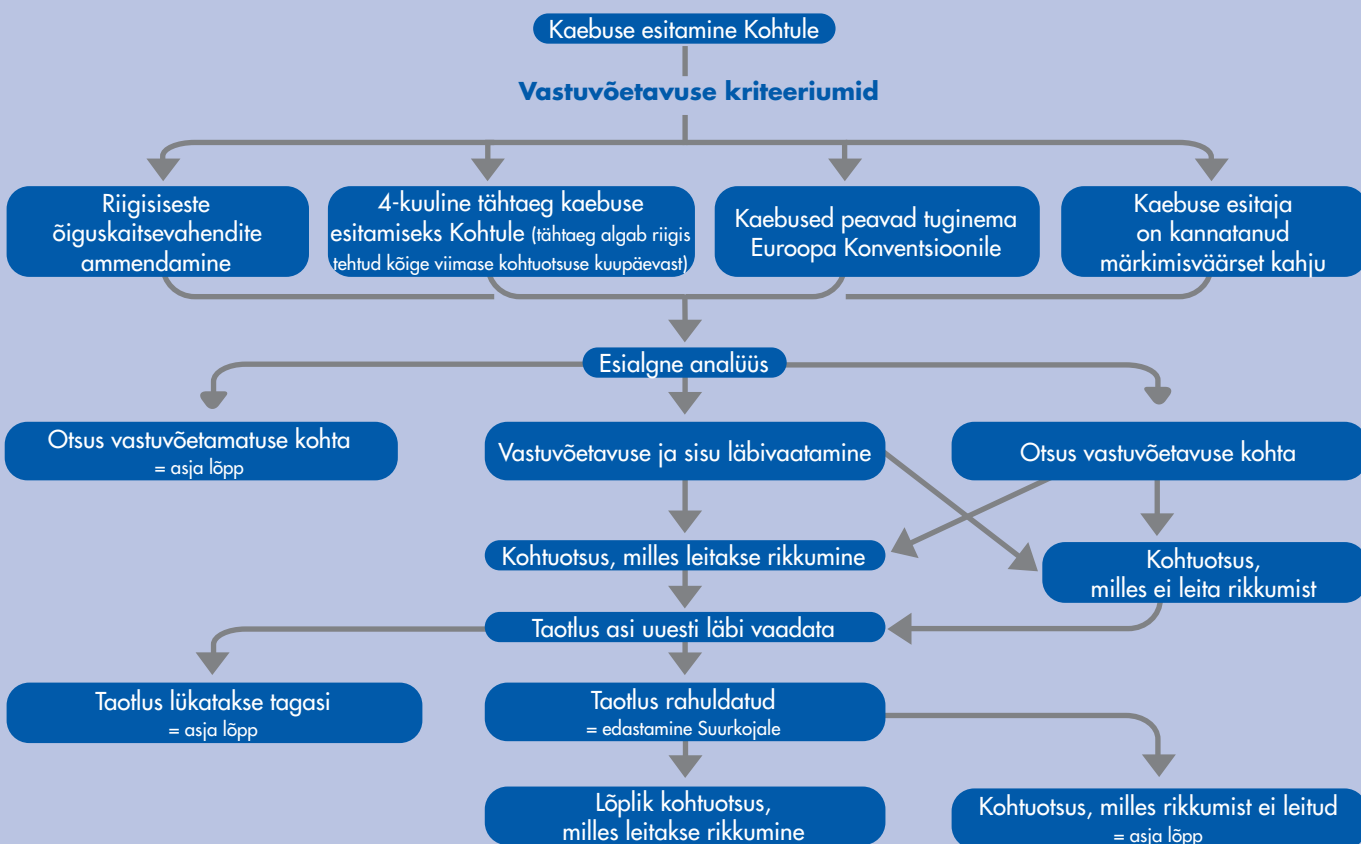 Kaebuse esitamine Kohtule
Vastuvõetavuse kriteeriumid
Riigisiseste
õiguskaitsevahendite
ammendamine
4-kuuline tähtaeg kaebuse
esitamiseks Kohtule (tähtaeg algab riigis
tehtud kõige viimase kohtuotsuse kuupäevast)
Kaebused peavad tuginema
Euroopa Konventsioonile
Kaebuse esitaja
on kannatanud
märkimisväärset kahju
Esialgne analüüs
Otsus vastuvõetamatuse kohta
= asja lõpp
Vastuvõetavuse ja sisu läbivaatamine
Otsus vastuvõetavuse kohta
Kohtuotsus, milles leitakse rikkumine
Kohtuotsus,
milles ei leita rikkumist
Taotlus asi uuesti läbi vaadata
Taotlus lükatakse tagasi
= asja lõpp
Taotlus rahuldatud
= edastamine Suurkojale
Lõplik kohtuotsus,
milles leitakse rikkumine
Kohtuotsus, milles rikkumist ei leitud
= asja lõpp